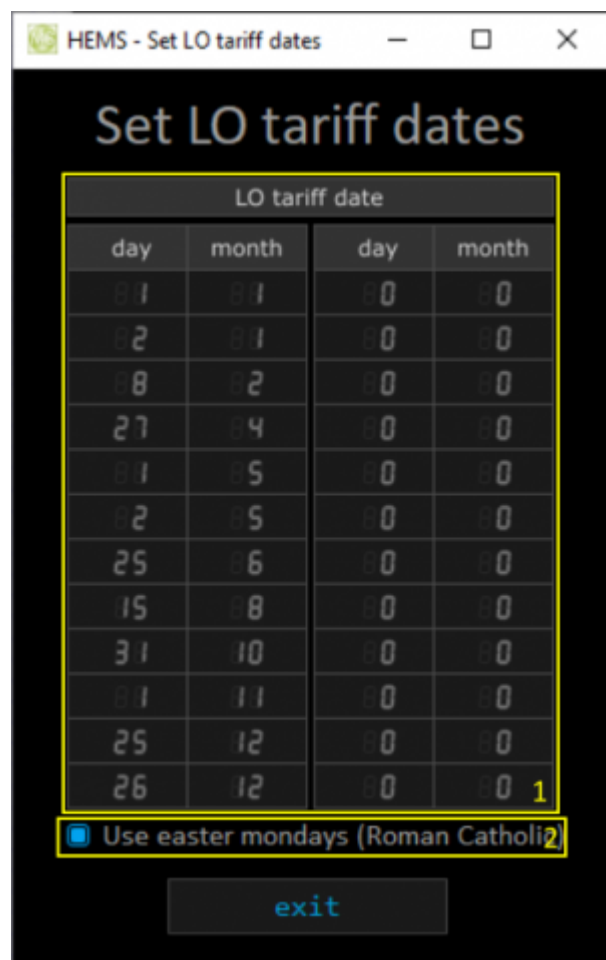 HEMS - Set LO tariff dates
Set LO tariff dates
LO tariff date
day month day month
1 1 0 0
2 1 0 0
8 2 0 0
27 4 0 0
1 5 0 0
2 5 0 0
25 6 0 0
15 8 0 0
31 10 0 0
1 11 0 0
25 12 0 0
26 12 0 0
1
Use easter mondays (Roman Catholic)
2
exit